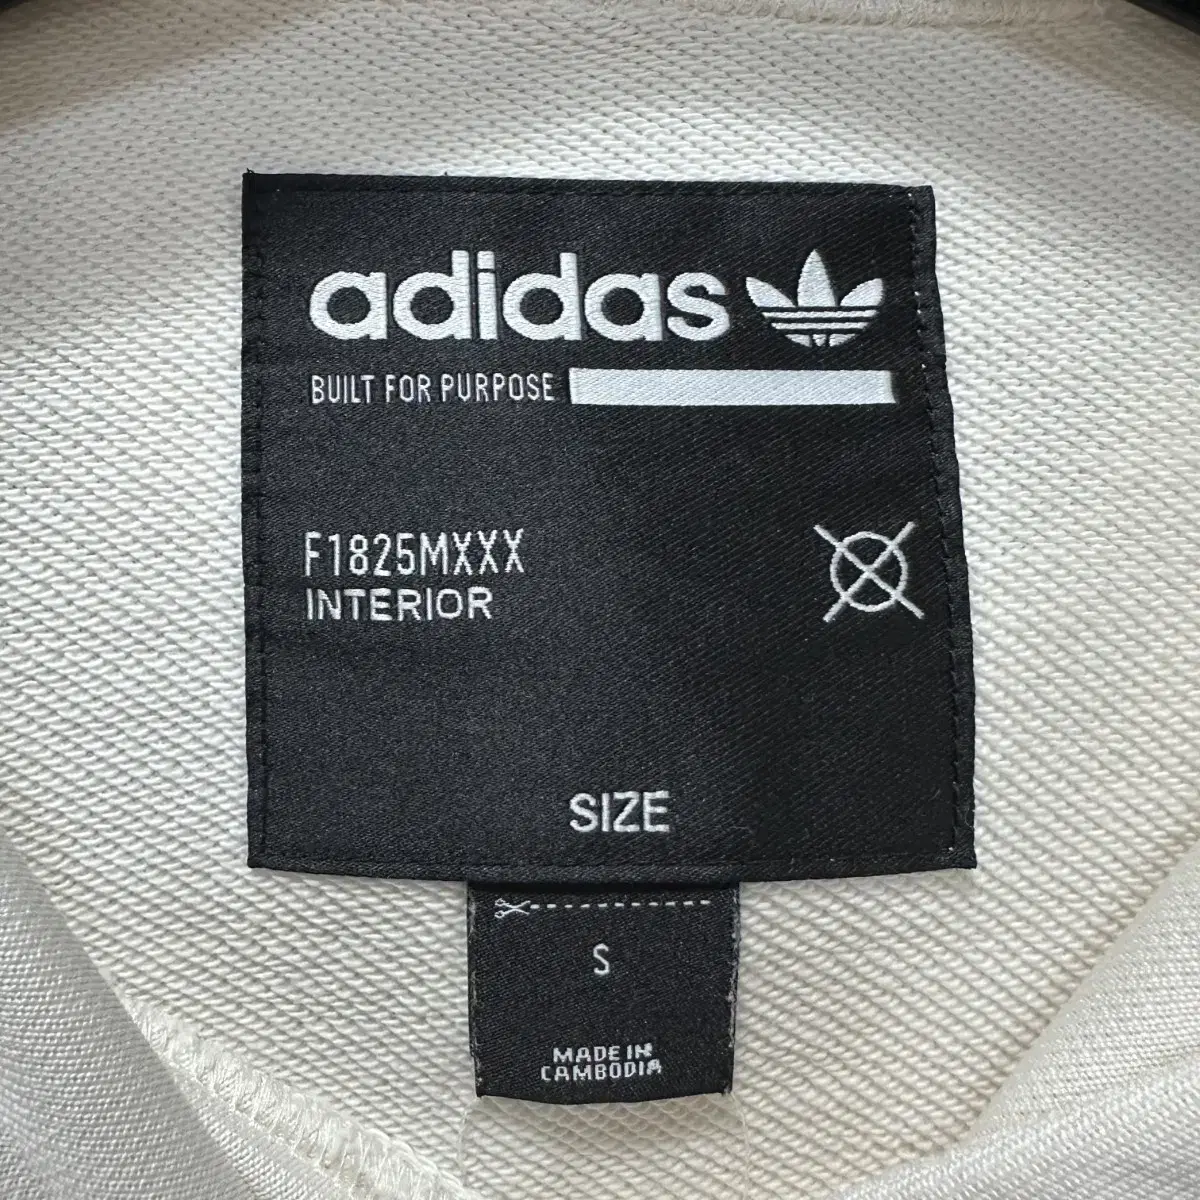 adidas
BUILT FOR PURPOSE
F1825MXXX
INTERIOR
SIZE
S
MADE IN
CAMBODIA